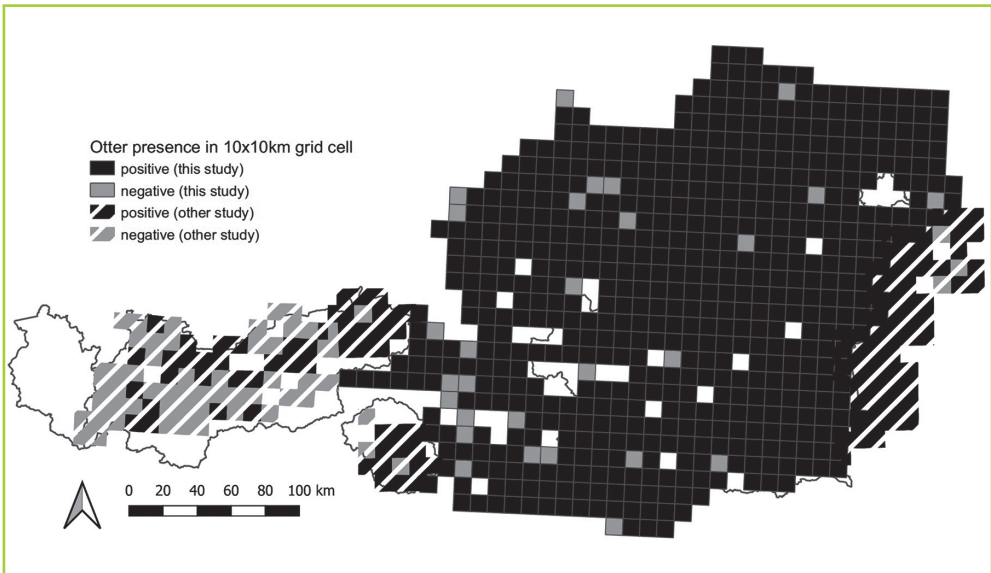 Otter presence in 10x10km grid cell
positive (this study)
negative (this study)
positive (other study)
negative (other study)
0 20 40 60 80 100 km